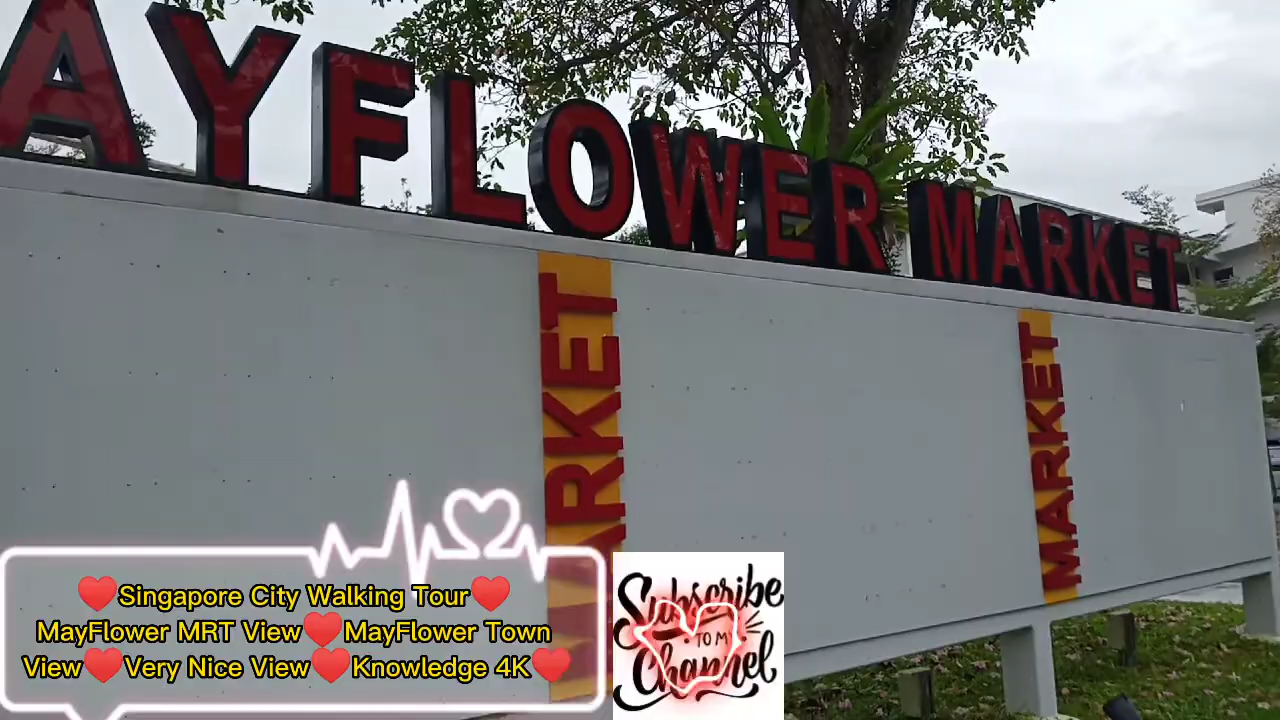 AYFLOWER MARKET
MARKET
MARKET
♥️Singapore City Walking Tour♥️
MayFlower MRT View♥️MayFlower Town
View♥️Very Nice View♥️Knowledge 4K♥️
Subscribe
TO MY
Channel